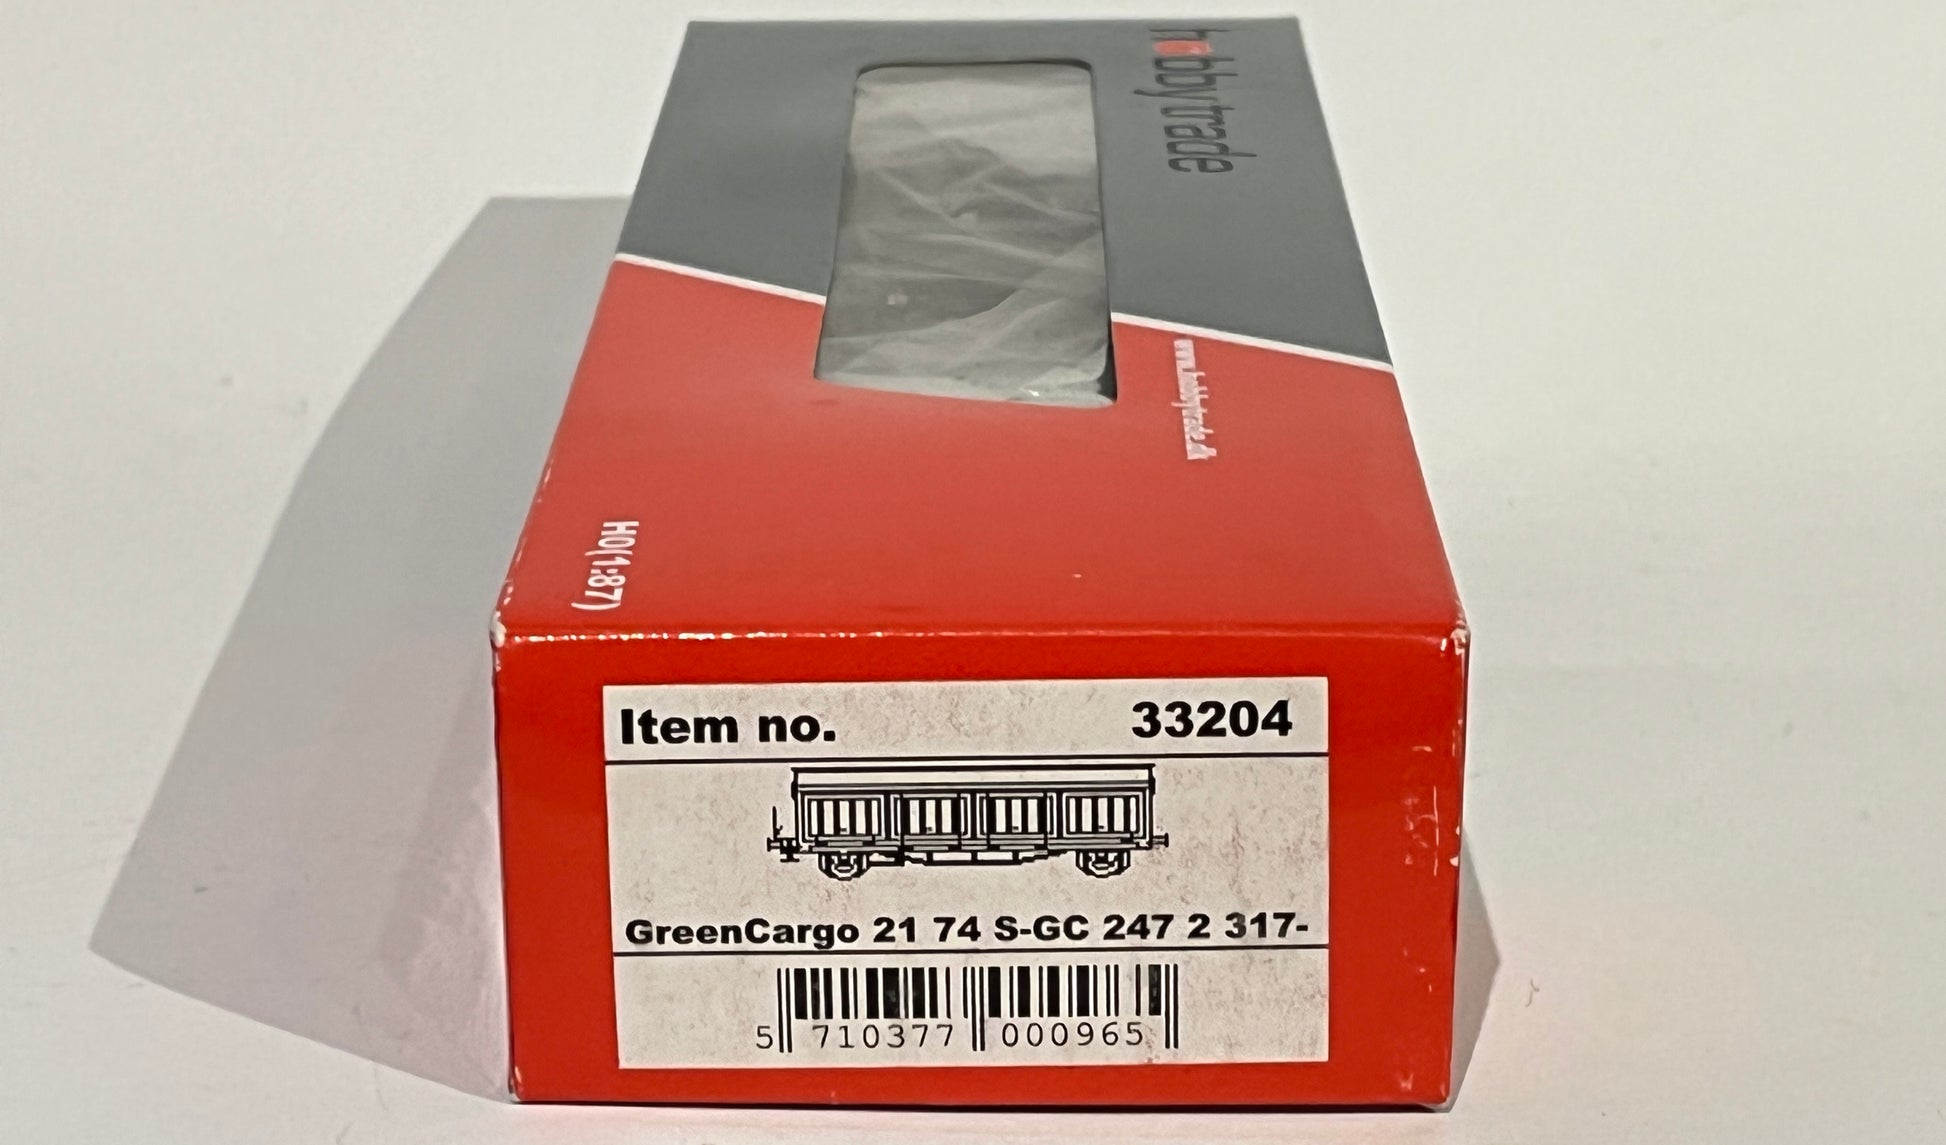 hobbytrade
www.hobbytrade.dk
H0(1:87)
Item no. 33204
GreenCargo 21 74 S-GC 247 2 317-
5 710377 000965